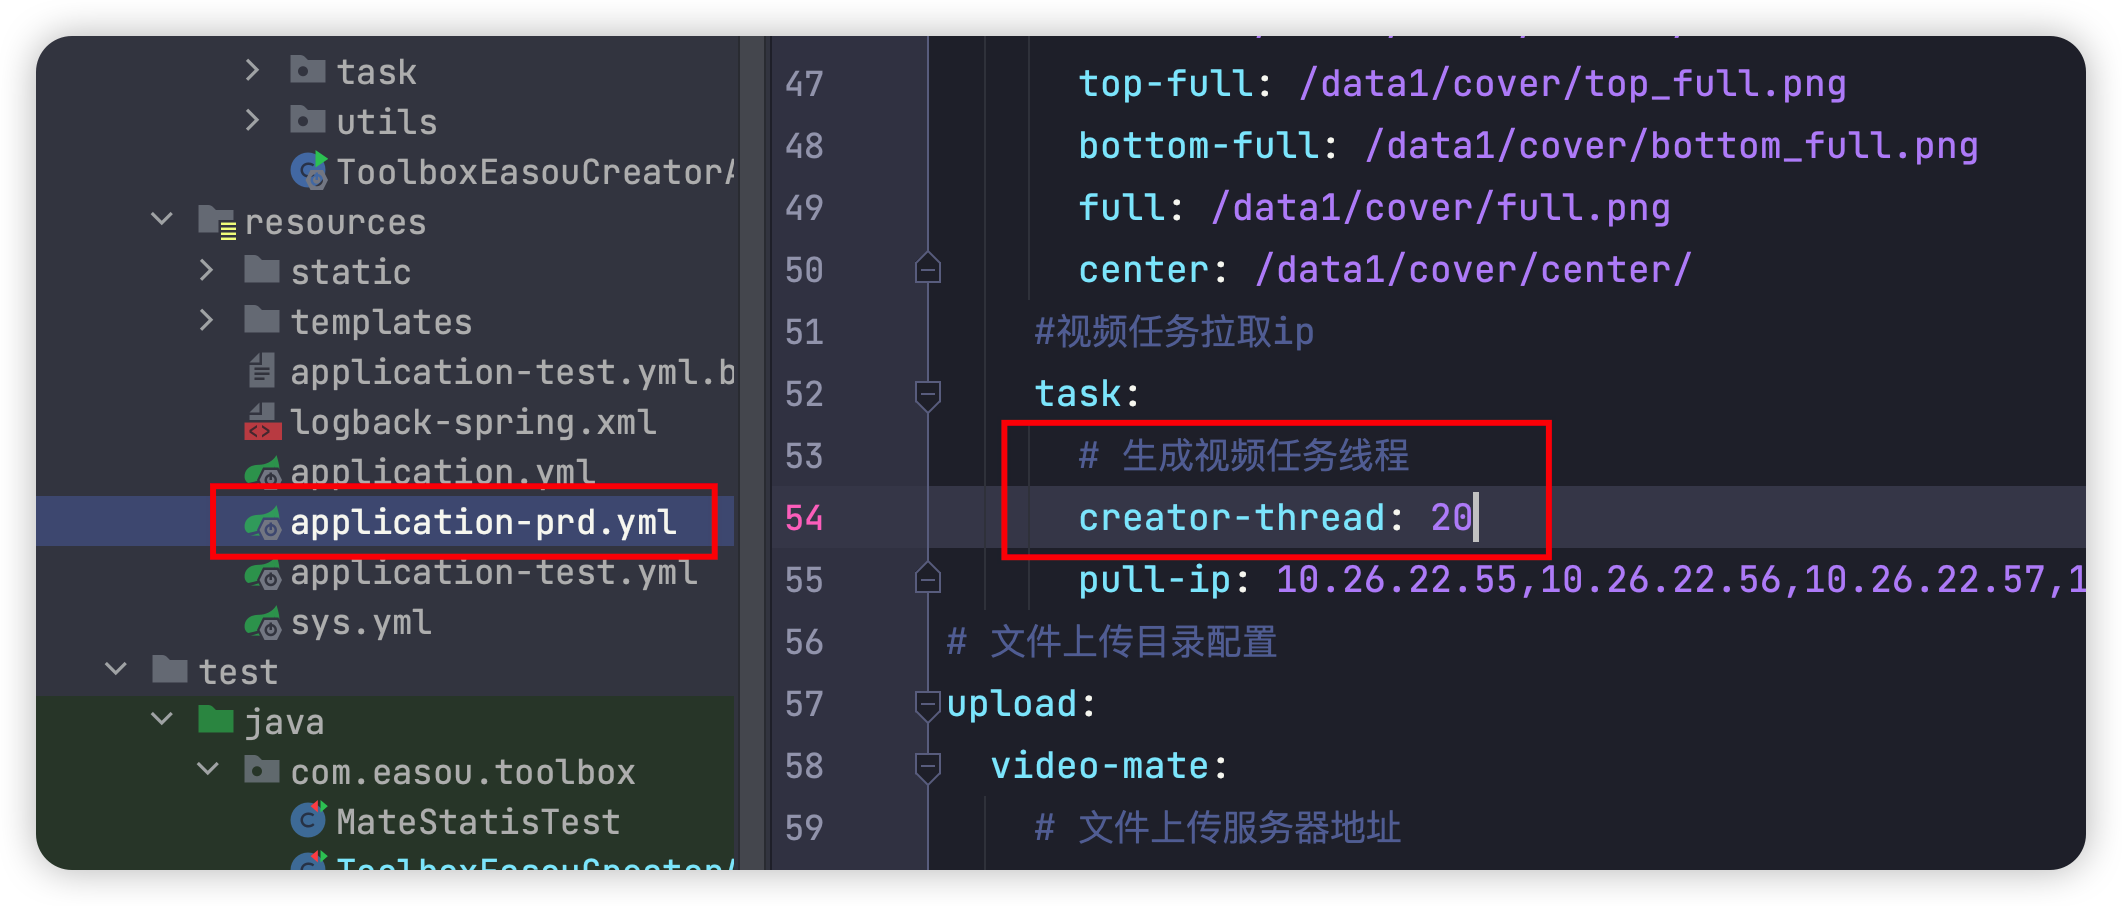 task
utils
ToolboxEasouCreatorA
resources
static
templates
application-test.yml.b
logback-spring.xml
application.yml
application-prd.yml
application-test.yml
sys.yml
test
java
com.easou.toolbox
MateStatisTest
ToolboxEasouCreatorA
47 top-full: /data1/cover/top_full.png
48 bottom-full: /data1/cover/bottom_full.png
49 full: /data1/cover/full.png
50 center: /data1/cover/center/
51 #视频任务拉取ip
52 task:
53 # 生成视频任务线程
54 creator-thread: 20
55 pull-ip: 10.26.22.55,10.26.22.56,10.26.22.57,1
56 # 文件上传目录配置
57 upload:
58 video-mate:
59 # 文件上传服务器地址